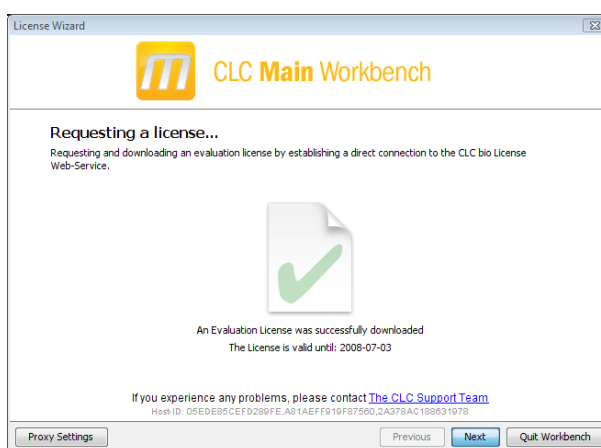 License Wizard
CLC Main Workbench
Requesting a license...
Requesting and downloading an evaluation license by establishing a direct connection to the CLC bio License
Web-Service.
An Evaluation License was successfully downloaded
The License is valid until: 2008-07-03
If you experience any problems, please contact The CLC Support Team
Host-ID: 05EDE85CEFD289FE,A81AEFF919F87560,2A378AC188631978
Proxy Settings
Previous
Next
Quit Workbench